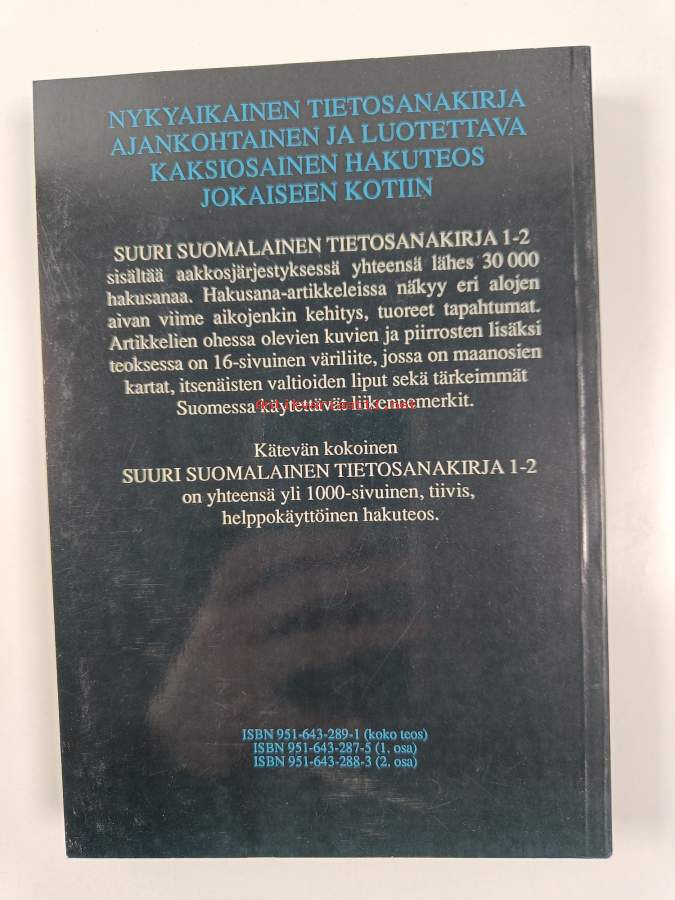 NYKYAIKAINEN TIETOSANAKIRJA
AJANKOHTAINEN JA LUOTETTAVA
KAKSIOSAINEN HAKUTEOS
JOKAISEEN KOTIIN
SUURI SUOMALAINEN TIETOSANAKIRJA 1-2
sisältää aakkosjärjestyksessä yhteensä lähes 30 000
hakusanaa. Hakusana-artikkeleissa näkyy eri alojen
aivan viime aikojenkin kehitys, tuoreet tapahtumat.
Artikkelien ohessa olevien kuvien ja piirrosten lisäksi
teoksessa on 16-sivuinen väriliite, jossa on maanosien
kartat, itsenäisten valtioiden liput sekä tärkeimmät
Suomessa käytettävät liikennemerkit.
Kätevän kokoinen
SUURI SUOMALAINEN TIETOSANAKIRJA 1-2
on yhteensä yli 1000-sivuinen, tiivis,
helppokäyttöinen hakuteos.
ISBN 951-643-289-1 (koko teos)
ISBN 951-643-287-5 (1. osa)
ISBN 951-643-288-3 (2. osa)